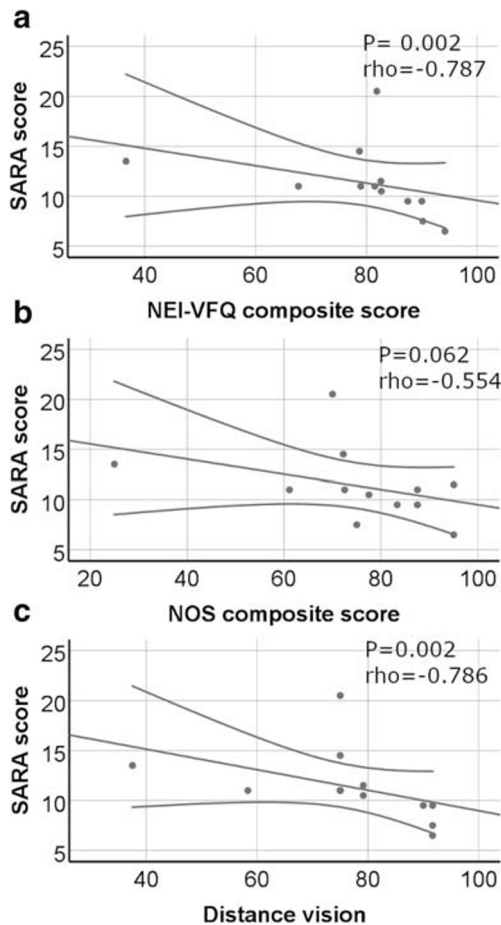 a
P= 0.002
rho=-0.787
25
20
15
10
5
SARA score
40 60 80 100
NEI-VFQ composite score
b
P=0.062
rho=-0.554
25
20
15
10
5
SARA score
20 40 60 80 100
NOS composite score
c
P=0.002
rho=-0.786
25
20
15
10
5
SARA score
40 60 80 100
Distance vision